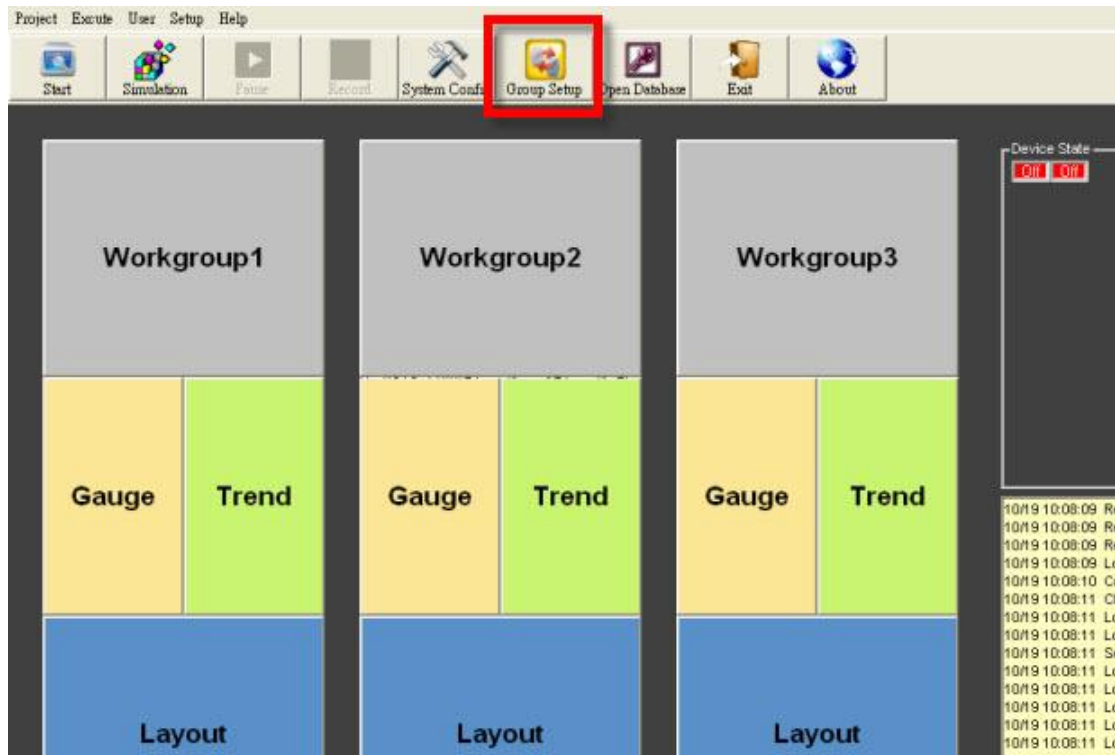 Project Excute User Setup Help
Start Simulation Pause Record System Confi Group Setup Open Database Exit About
Workgroup1 Workgroup2 Workgroup3
Device State
Off Off
Gauge Trend Gauge Trend Gauge Trend
10/19 10:08:09 R
10/19 10:08:09 R
10/19 10:08:09 R
10/19 10:08:09 L
10/19 10:08:10 C
10/19 10:08:11 C
10/19 10:08:11 L
10/19 10:08:11 L
10/19 10:08:11 S
10/19 10:08:11 L
10/19 10:08:11 L
10/19 10:08:11 L
10/19 10:08:11 L
10/19 10:08:11 L
Layout Layout Layout